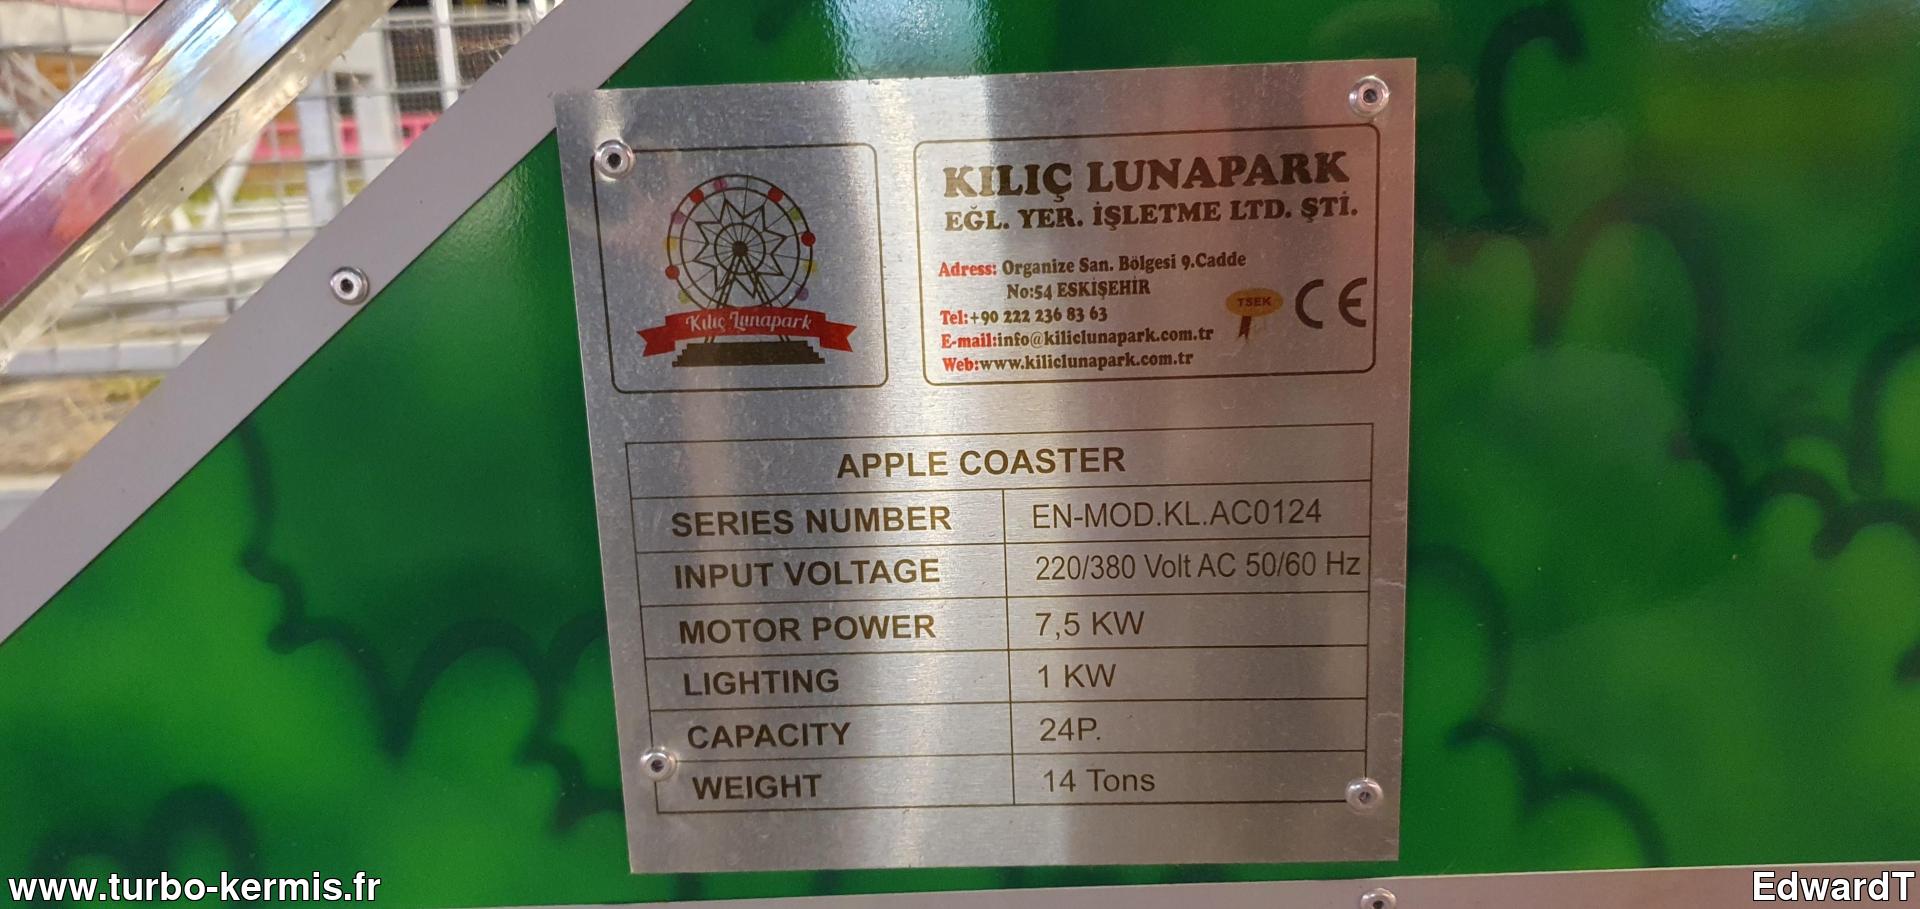 Kılıç Lunapark
KILIÇ LUNAPARK
EĞL. YER. İŞLETME LTD. ŞTİ.
Adress: Organize San. Bölgesi 9.Cadde
No:54 ESKİŞEHİR
Tel:+90 222 236 83 63
E-mail:info@kiliclunapark.com.tr
Web:www.kiliclunapark.com.tr
TSEK
CE
APPLE COASTER
SERIES NUMBER EN-MOD.KL.AC0124
INPUT VOLTAGE 220/380 Volt AC 50/60 Hz
MOTOR POWER 7,5 KW
LIGHTING 1 KW
CAPACITY 24P.
WEIGHT 14 Tons
www.turbo-kermis.fr
EdwardT